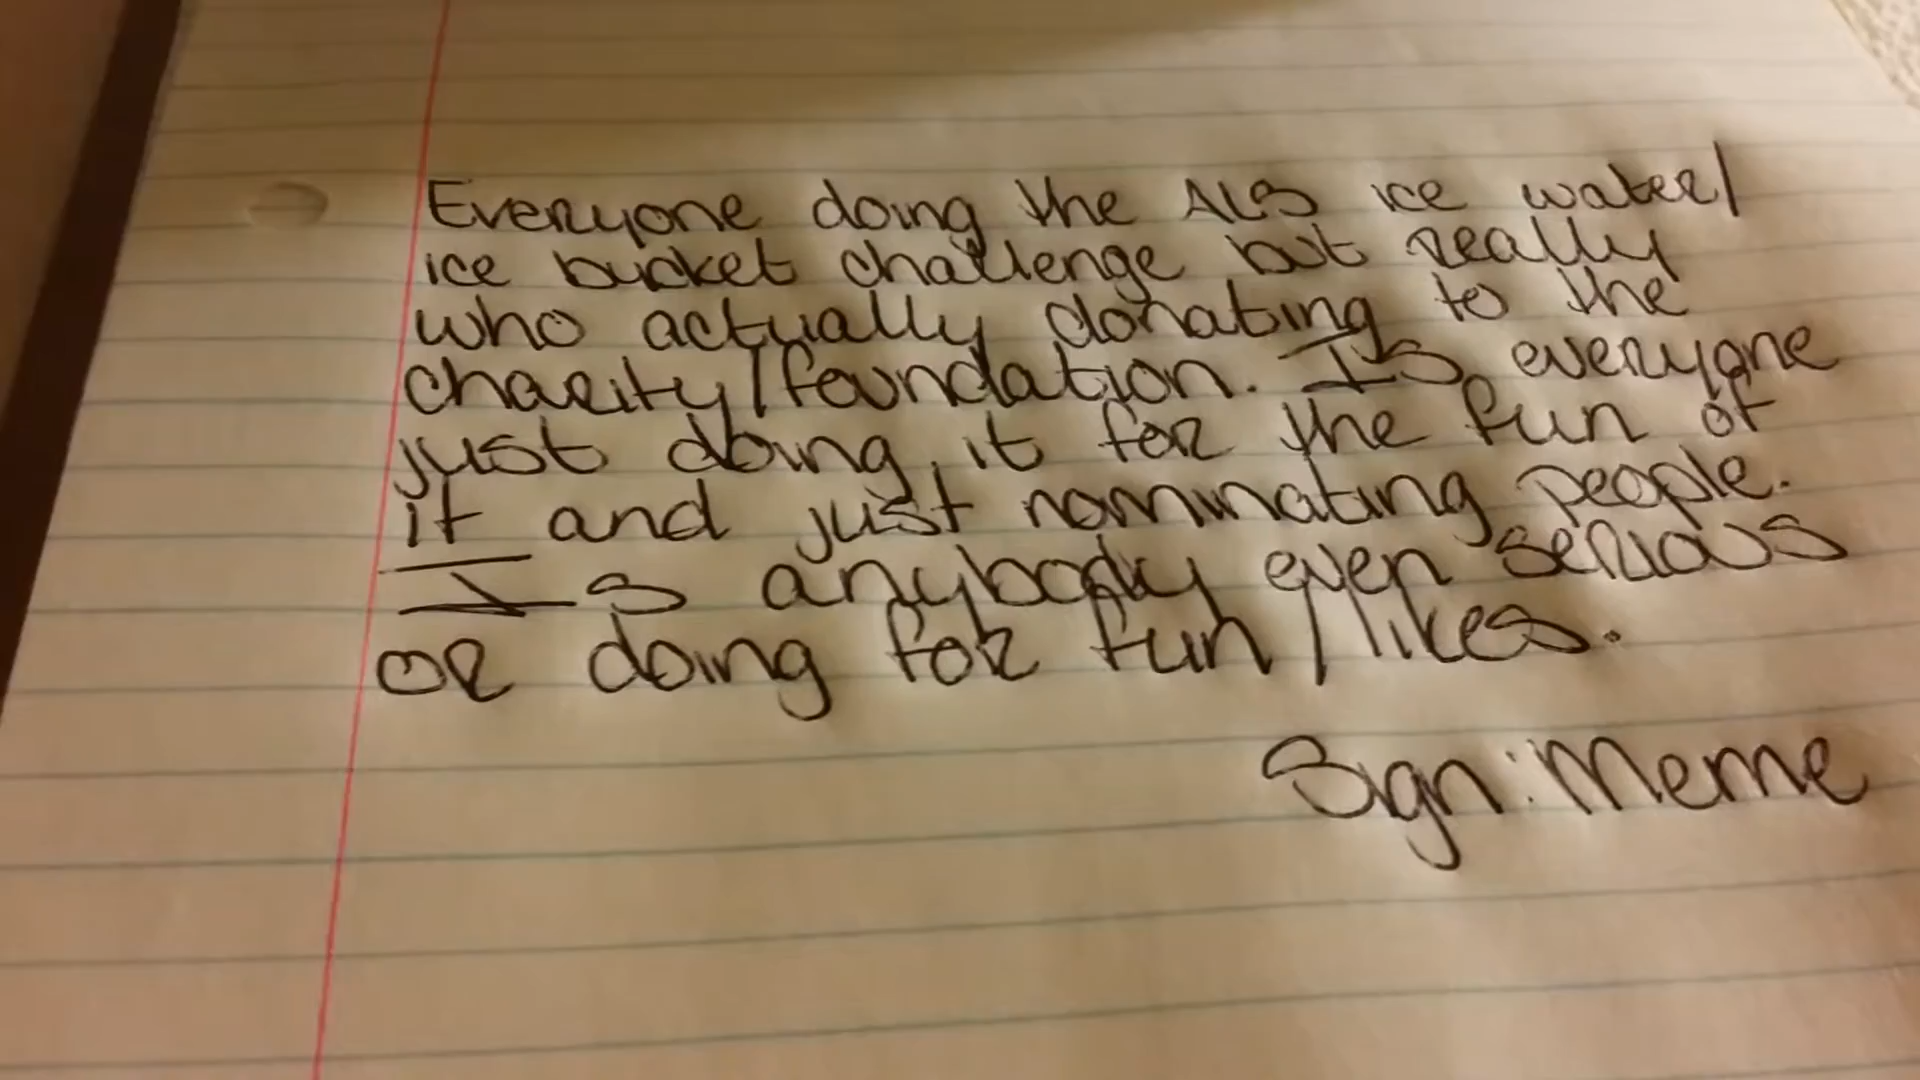 Everyone doing the ALS ice water/
ice bucket challenge but really
who actually donating to the
charity/foundation. Is everyone
just doing it for the fun of
it and just nominating people.
Is anybody even serious
or doing for fun/likes.
Sign: Meme